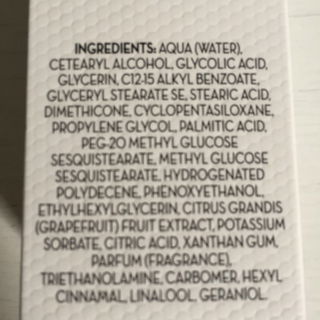 INGREDIENTS: AQUA (WATER),
CETEARYL ALCOHOL, GLYCOLIC ACID,
GLYCERIN, C12-15 ALKYL BENZOATE,
GLYCERYL STEARATE SE, STEARIC ACID,
DIMETHICONE, CYCLOPENTASILOXANE,
PROPYLENE GLYCOL, PALMITIC ACID,
PEG-20 METHYL GLUCOSE
SESQUISTEARATE, METHYL GLUCOSE
SESQUISTEARATE, HYDROGENATED
POLYDECENE, PHENOXYETHANOL,
ETHYLHEXYLGLYCERIN, CITRUS GRANDIS
(GRAPEFRUIT) FRUIT EXTRACT, POTASSIUM
SORBATE, CITRIC ACID, XANTHAN GUM,
PARFUM (FRAGRANCE),
TRIETHANOLAMINE, CARBOMER, HEXYL
CINNAMAL, LINALOOL, GERANIOL.